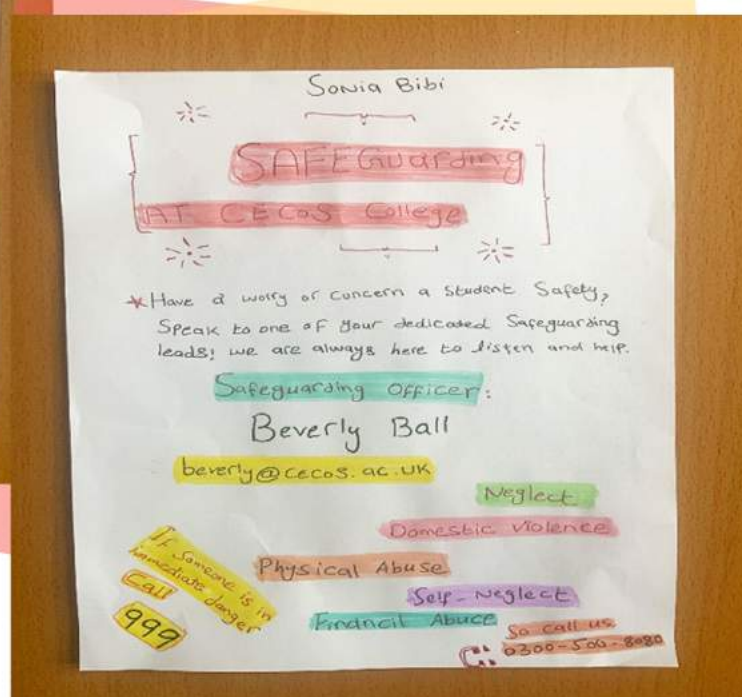 Sonia Bibi
SAFEGuarding
AT CECOS College
*Have a worry or concern a Student Safety,
Speak to one of your dedicated Safeguarding
leads! we are always here to listen and help.
Safeguarding Officer:
Beverly Ball
beverly@cecos.ac.uk
Neglect
Domestic Violence
Physical Abuse
Self-Neglect
Financil Abuce
If Someone is in
immediate danger
Call
999
So call us
0300-500-8080